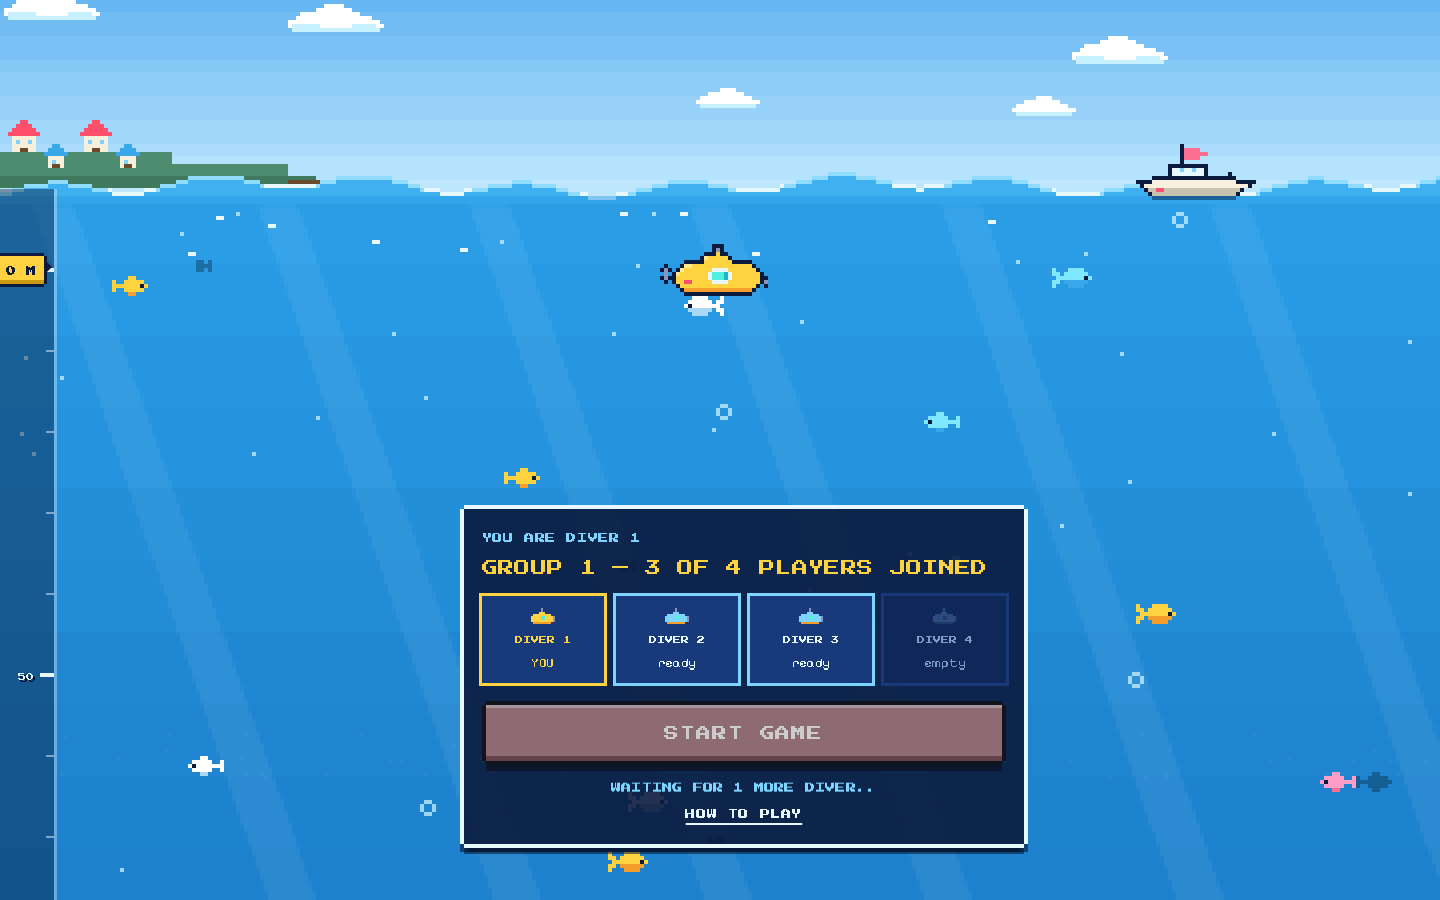 0 M
50
YOU ARE DIVER 1
GROUP 1 — 3 OF 4 PLAYERS JOINED
DIVER 1
YOU
DIVER 2
ready
DIVER 3
ready
DIVER 4
empty
START GAME
WAITING FOR 1 MORE DIVER..
HOW TO PLAY